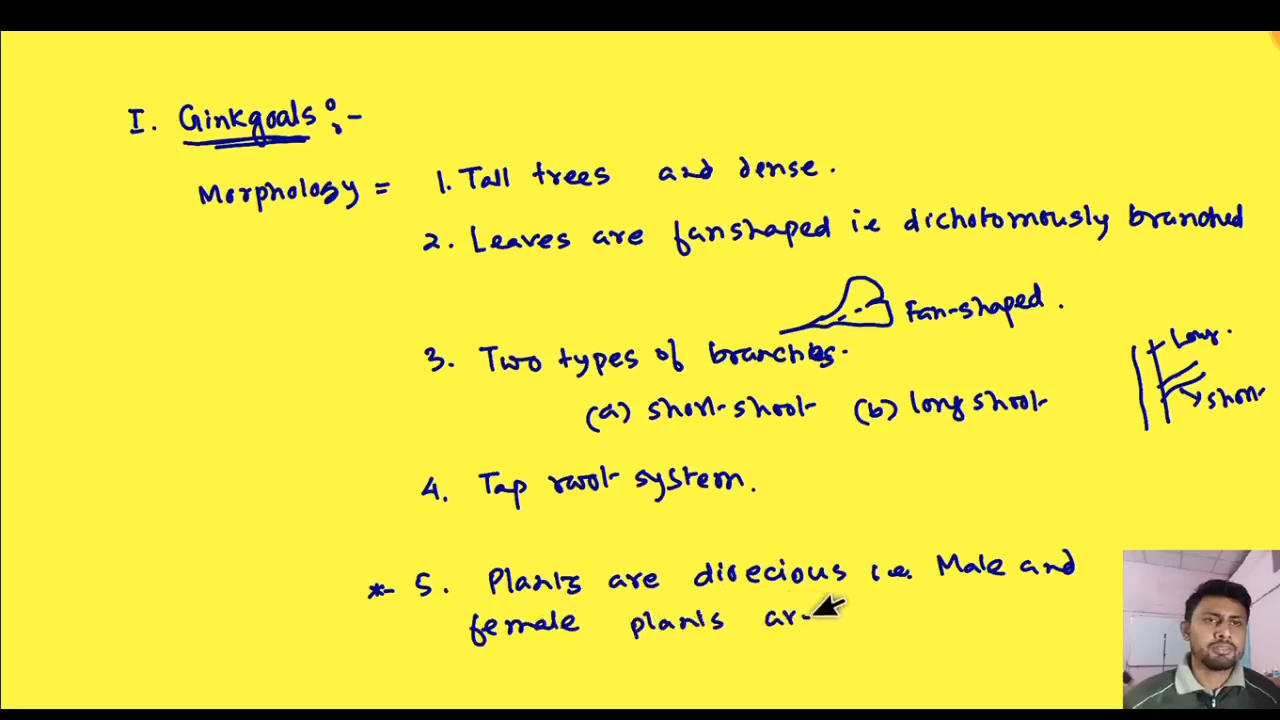 I. Ginkgoals :-
Morphology = 1. Tall trees and dense.
2. Leaves are fanshaped ie dichotomously branched
Fan-shaped.
3. Two types of branches.
Long.
(a) short-shoot (b) long shoot
short
4. Tap root system.
*- 5. Plants are dioecious i.e. Male and
female plants ar